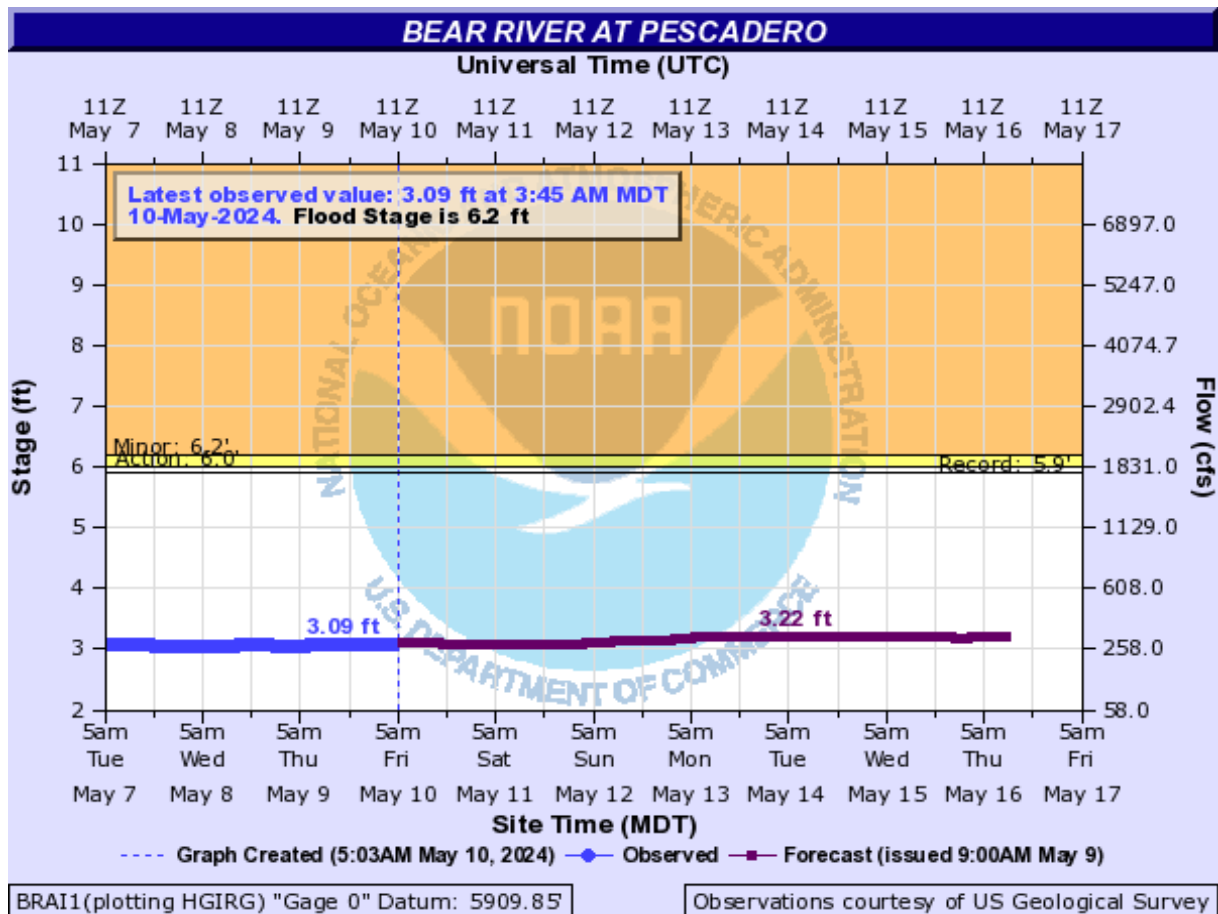 BEAR RIVER AT PESCADERO
Universal Time (UTC)
11Z 11Z 11Z 11Z 11Z 11Z 11Z 11Z 11Z 11Z 11Z
May 7 May 8 May 9 May 10 May 11 May 12 May 13 May 14 May 15 May 16 May 17
Latest observed value: 3.09 ft at 3:45 AM MDT
10-May-2024. Flood Stage is 6.2 ft
11
10 6897.0
9 5247.0
8 4074.7
7 2902.4
6 1831.0
5 1129.0
4 608.0
3 258.0
2 58.0
Stage (ft)
Flow (cfs)
NATIONAL OCEANIC AND ATMOSPHERIC ADMINISTRATION
NOAA
U.S. DEPARTMENT OF COMMERCE
Minor: 6.2'
Action: 6.0'
Record: 5.9'
3.09 ft
3.22 ft
5am 5am 5am 5am 5am 5am 5am 5am 5am 5am 5am
Tue Wed Thu Fri Sat Sun Mon Tue Wed Thu Fri
May 7 May 8 May 9 May 10 May 11 May 12 May 13 May 14 May 15 May 16 May 17
Site Time (MDT)
Graph Created (5:03AM May 10, 2024) Observed Forecast (issued 9:00AM May 9)
BRAI1(plotting HGIRG) "Gage 0" Datum: 5909.85'
Observations courtesy of US Geological Survey